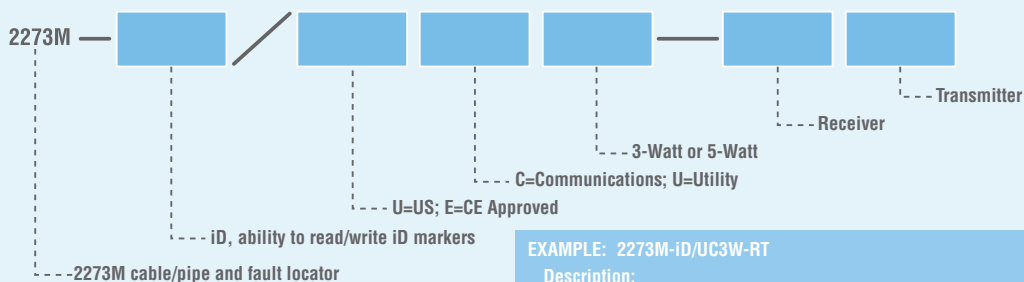 2273M
Transmitter
Receiver
3-Watt or 5-Watt
C=Communications; U=Utility
U=US; E=CE Approved
iD, ability to read/write iD markers
2273M cable/pipe and fault locator
EXAMPLE: 2273M-iD/UC3W-RT
Description: